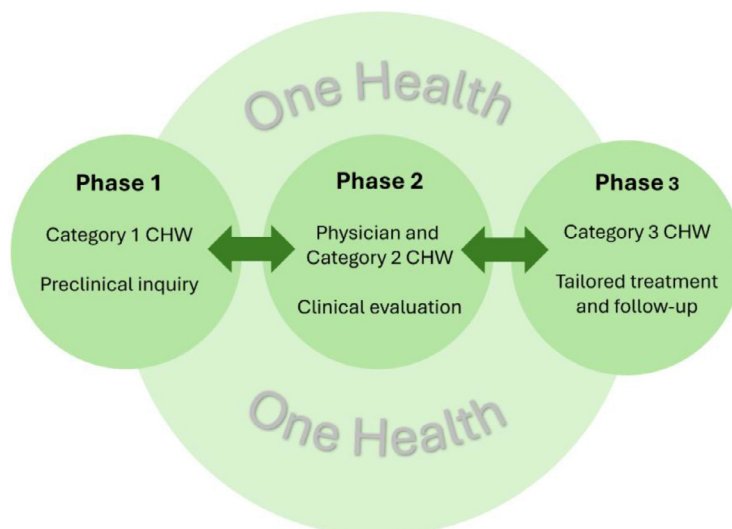 One Health
Phase 1
Category 1 CHW
Preclinical inquiry
Phase 2
Physician and
Category 2 CHW
Clinical evaluation
Phase 3
Category 3 CHW
Tailored treatment
and follow-up
One Health